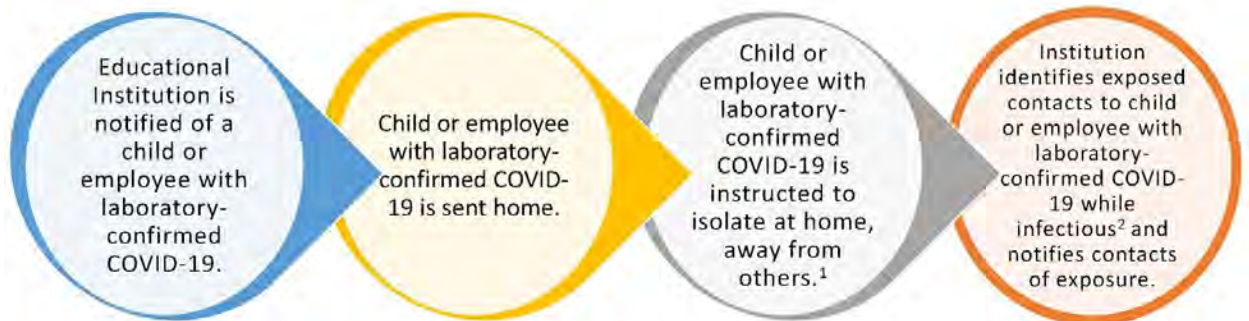 Educational
Institution is
notified of a
child or
employee with
laboratory-
confirmed
COVID-19.
Child or employee
with laboratory-
confirmed COVID-
19 is sent home.
Child or
employee with
laboratory-
confirmed
COVID-19 is
instructed to
isolate at home,
away from
others.¹
Institution
identifies exposed
contacts to child
or employee with
laboratory-
confirmed COVID-
19 while
infectious² and
notifies contacts
of exposure.